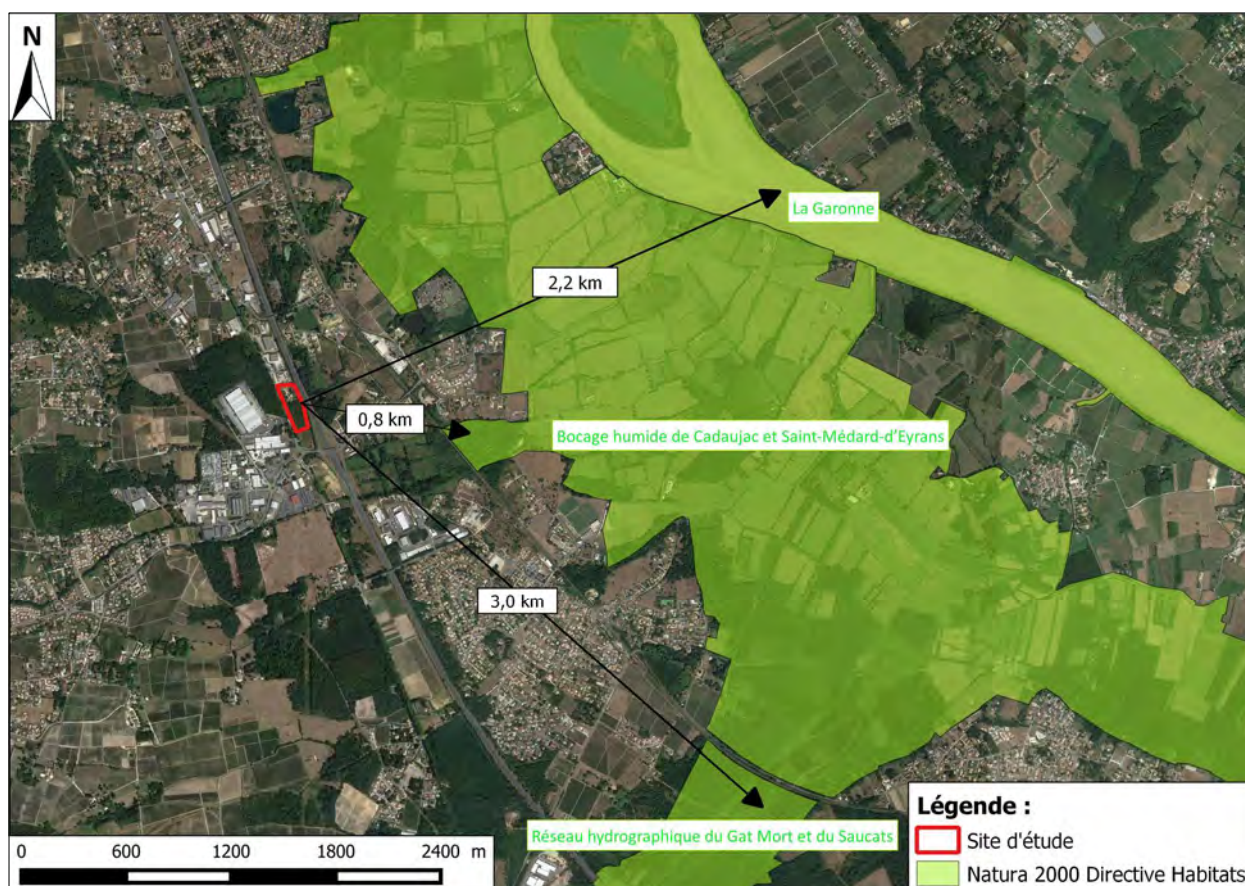 N
La Garonne
2,2 km
0,8 km
Bocage humide de Cadaujac et Saint-Médard-d'Eyrans
3,0 km
Réseau hydrographique du Gat Mort et du Saucats
0 600 1200 1800 2400 m
Légende :
Site d'étude
Natura 2000 Directive Habitats